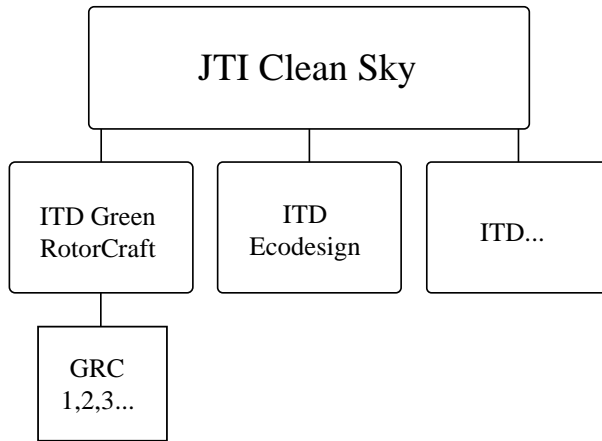 JTI Clean Sky
ITD Green
RotorCraft
ITD
Ecodesign
ITD...
GRC
1,2,3...